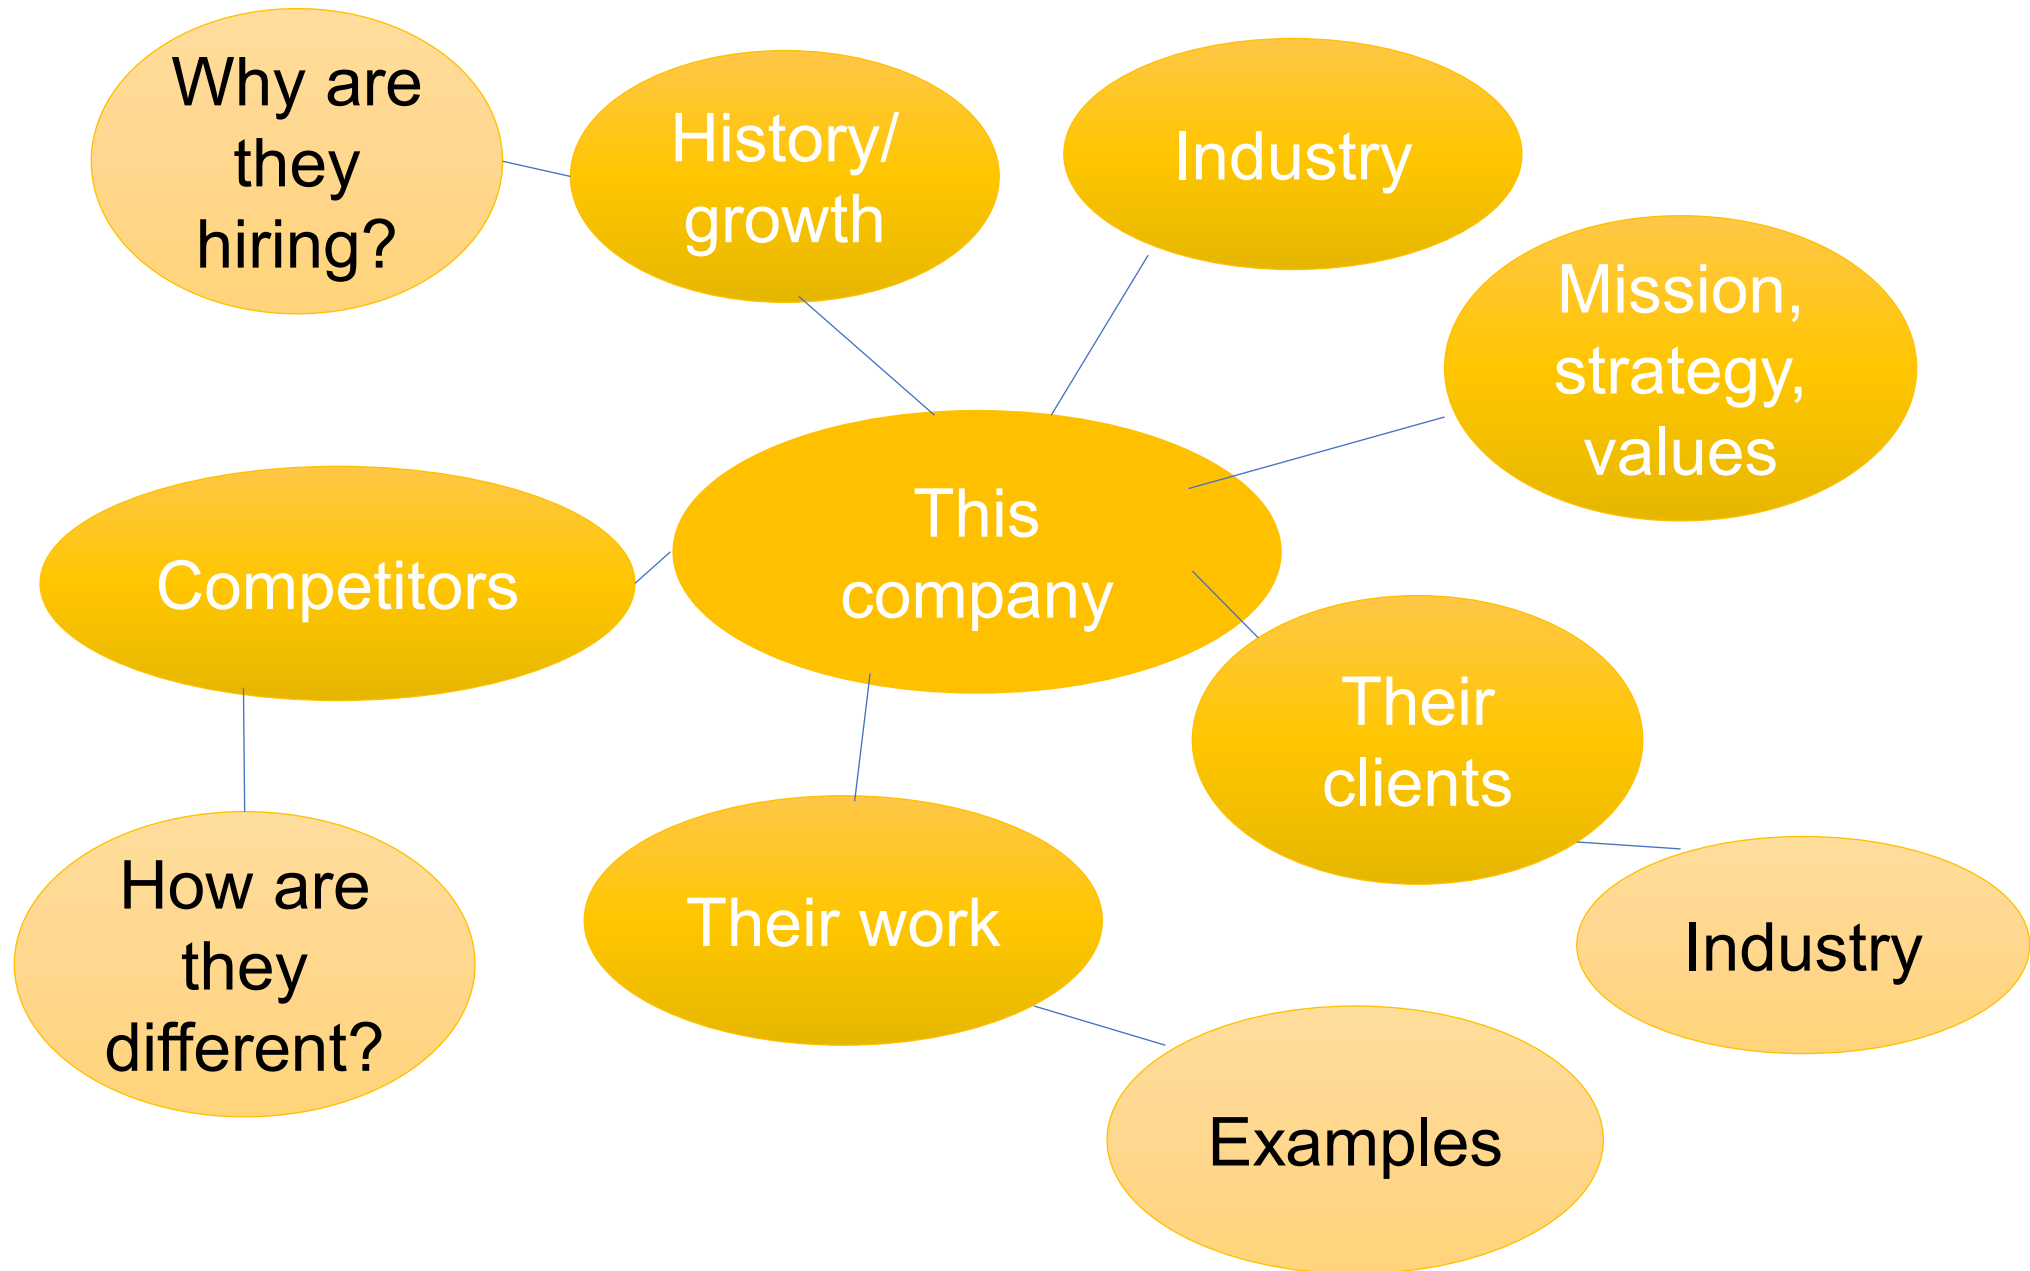 Why are
they
hiring?
History/
growth
Industry
Mission,
strategy,
values
This
company
Competitors
Their
clients
How are
they
different?
Their work
Industry
Examples